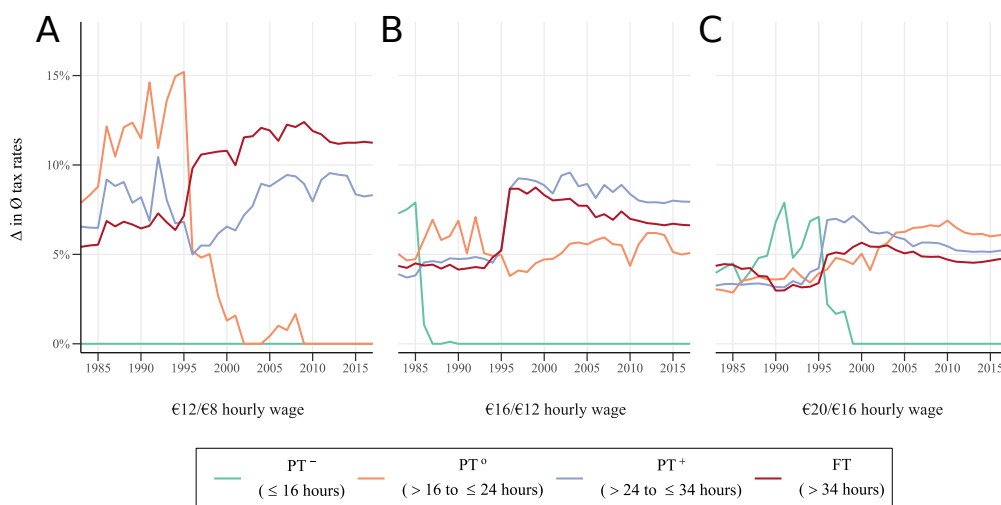 A B C
Δ in Ø tax rates
15%
10%
5%
0%
1985 1990 1995 2000 2005 2010 2015
1985 1990 1995 2000 2005 2010 2015
1985 1990 1995 2000 2005 2010 2015
€12/€8 hourly wage
€16/€12 hourly wage
€20/€16 hourly wage
PT⁻
(≤ 16 hours)
PT⁰
(> 16 to ≤ 24 hours)
PT⁺
(> 24 to ≤ 34 hours)
FT
(> 34 hours)